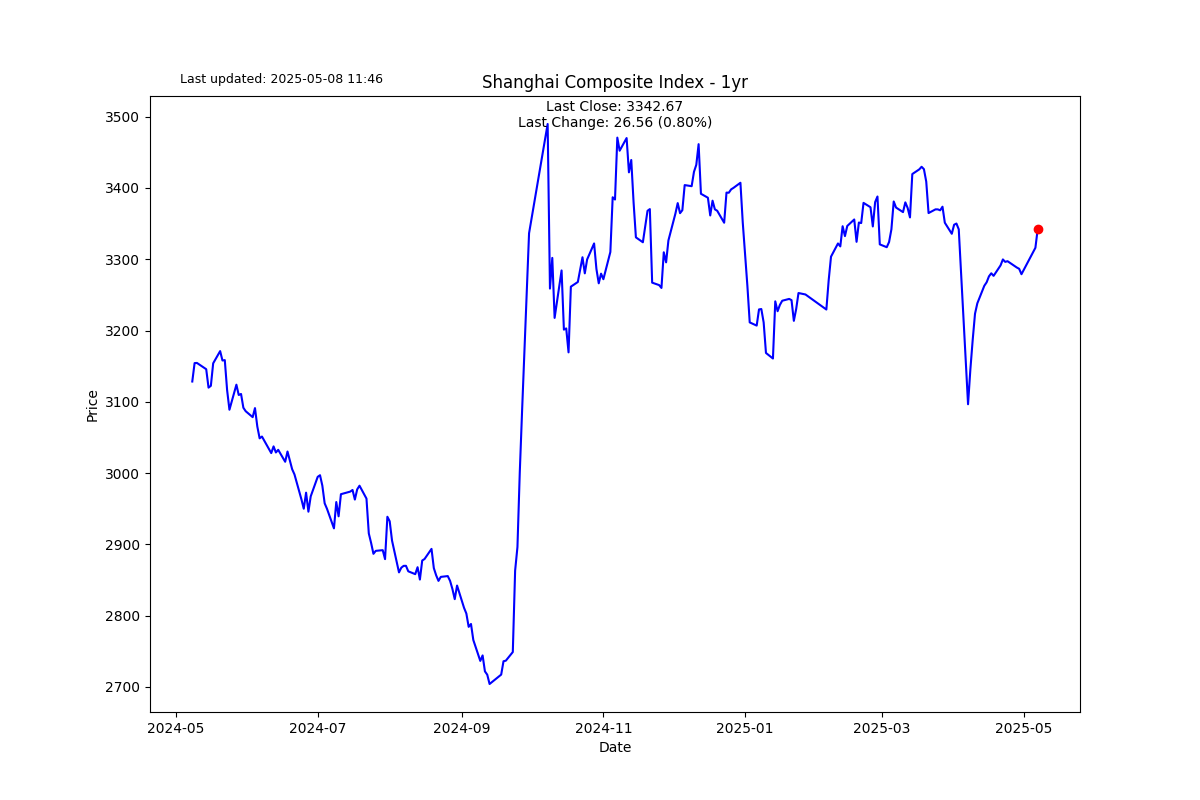 Last updated: 2025-05-08 11:46
Shanghai Composite Index - 1yr
Last Close: 3342.67
Last Change: 26.56 (0.80%)
3500
3400
3300
3200
3100
3000
2900
2800
2700
Price
2024-05
2024-07
2024-09
2024-11
2025-01
2025-03
2025-05
Date